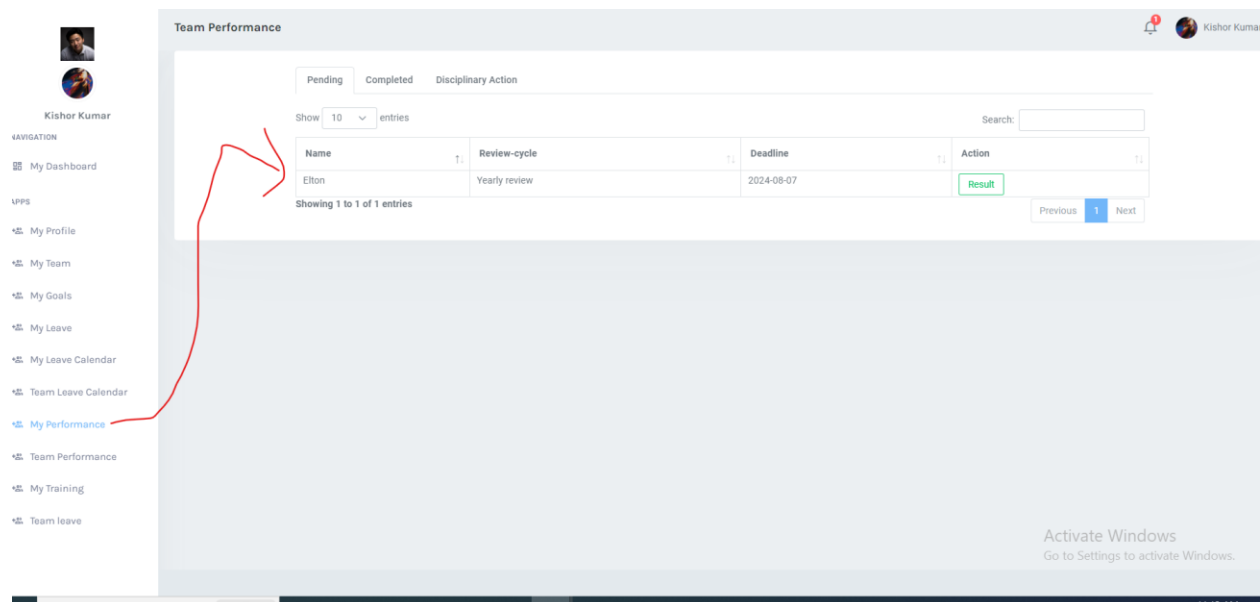 Team Performance
1
Kishor Kumar
Kishor Kumar
NAVIGATION
My Dashboard
APPS
My Profile
My Team
My Goals
My Leave
My Leave Calendar
Team Leave Calendar
My Performance
Team Performance
My Training
Team leave
Pending Completed Disciplinary Action
Show 10 entries
Search:
Name Review-cycle Deadline Action
Elton Yearly review 2024-08-07 Result
Showing 1 to 1 of 1 entries
Previous 1 Next
Activate Windows
Go to Settings to activate Windows.